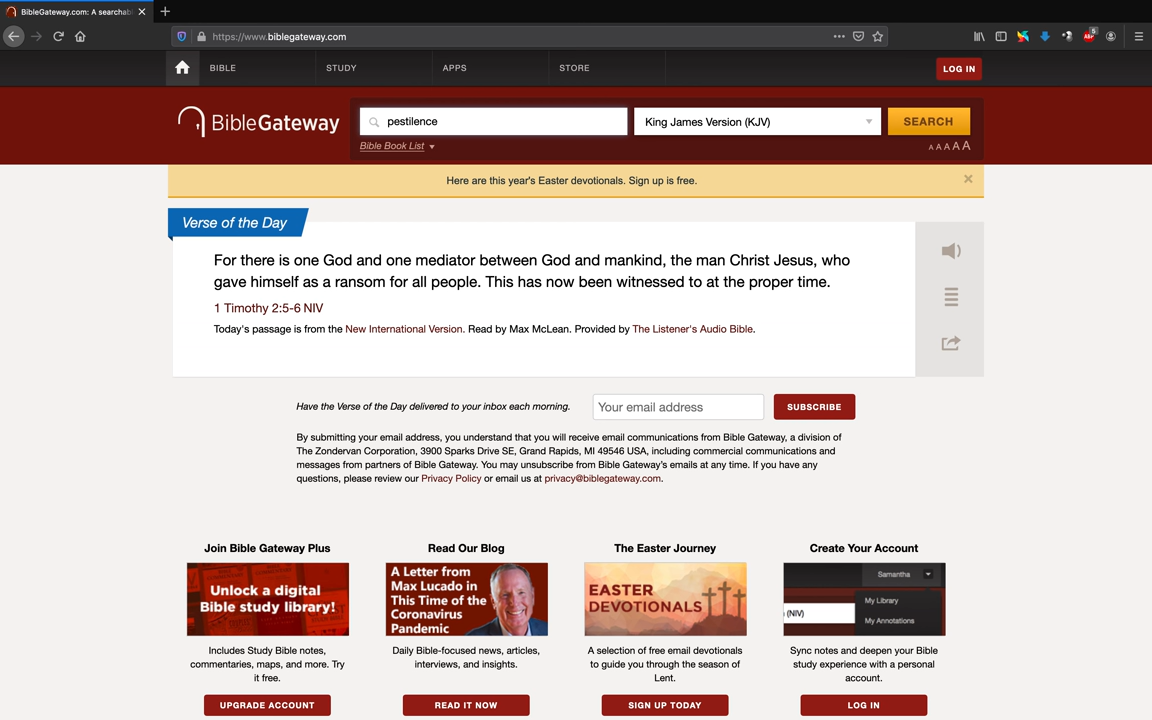 BibleGateway.com: A searchab
https://www.biblegateway.com
ABP
5
BIBLE
STUDY
APPS
STORE
LOG IN
BibleGateway
pestilence
King James Version (KJV)
SEARCH
Bible Book List
A A A A A
Here are this year's Easter devotionals. Sign up is free.
Verse of the Day
For there is one God and one mediator between God and mankind, the man Christ Jesus, who
gave himself as a ransom for all people. This has now been witnessed to at the proper time.
1 Timothy 2:5-6 NIV
Today's passage is from the New International Version. Read by Max McLean. Provided by The Listener's Audio Bible.
Have the Verse of the Day delivered to your inbox each morning.
Your email address
SUBSCRIBE
By submitting your email address, you understand that you will receive email communications from Bible Gateway, a division of
The Zondervan Corporation, 3900 Sparks Drive SE, Grand Rapids, MI 49546 USA, including commercial communications and
messages from partners of Bible Gateway. You may unsubscribe from Bible Gateway's emails at any time. If you have any
questions, please review our Privacy Policy or email us at privacy@biblegateway.com.
Join Bible Gateway Plus
Unlock a digital
Bible study library!
Includes Study Bible notes,
commentaries, maps, and more. Try
it free.
UPGRADE ACCOUNT
Read Our Blog
A Letter from
Max Lucado in
This Time of the
Coronavirus
Pandemic
Daily Bible-focused news, articles,
interviews, and insights.
READ IT NOW
The Easter Journey
EASTER
DEVOTIONALS
A selection of free email devotionals
to guide you through the season of
Lent.
SIGN UP TODAY
Create Your Account
Samantha
My Library
(NIV)
My Annotations
Sync notes and deepen your Bible
study experience with a personal
account.
LOG IN